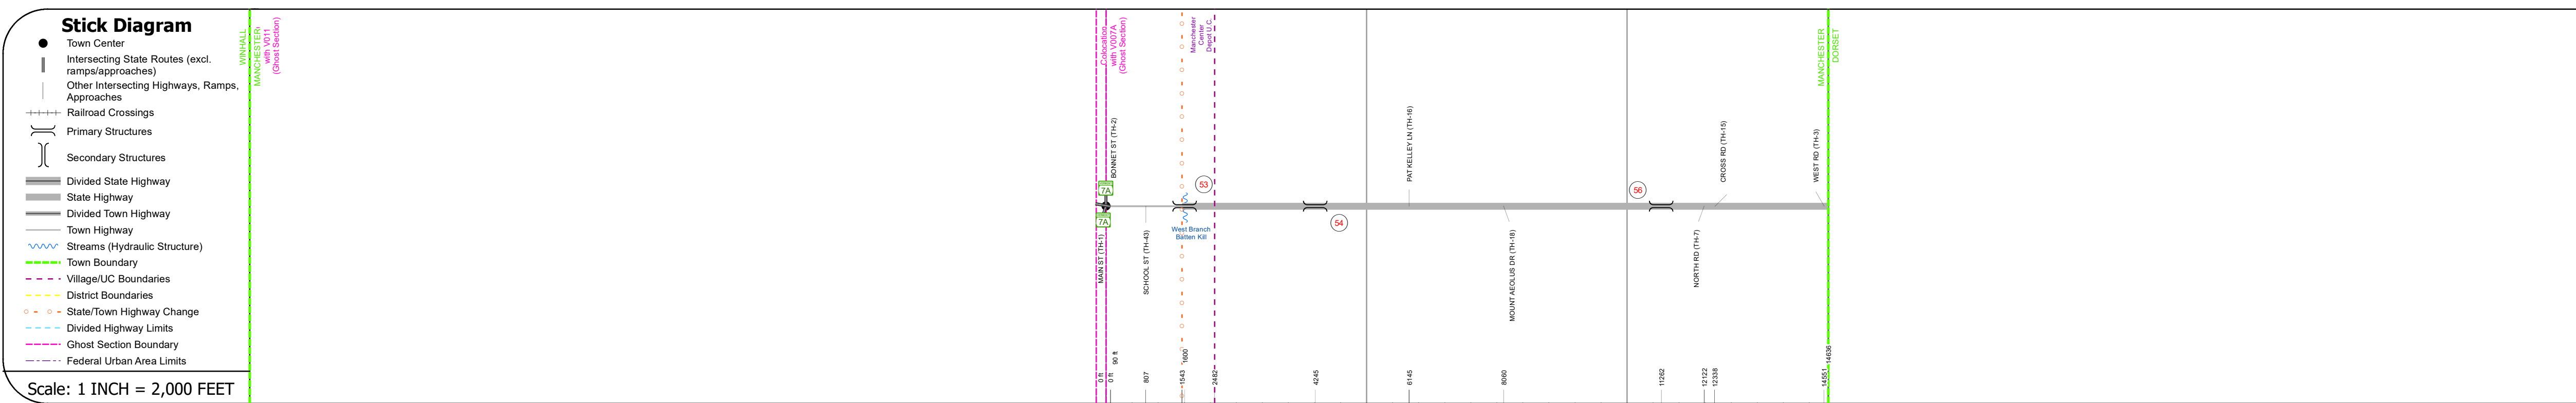 Stick Diagram
Town Center
Intersecting State Routes (excl.
ramps/approaches)
Other Intersecting Highways, Ramps,
Approaches
Railroad Crossings
Primary Structures
Secondary Structures
Divided State Highway
State Highway
Divided Town Highway
Town Highway
Streams (Hydraulic Structure)
Town Boundary
Village/UC Boundaries
District Boundaries
State/Town Highway Change
Divided Highway Limits
Ghost Section Boundary
Federal Urban Area Limits
Scale: 1 INCH = 2,000 FEET
WINHALL
MANCHESTER
with V011
(Ghost Section)
Colocation
with V007A
(Ghost Section)
Manchester
Center
Depot U.C.
MANCHESTER
DORSET
BONNET ST (TH-2)
PAT KELLEY LN (TH-16)
CROSS RD (TH-15)
WEST RD (TH-3)
7A
7A
53
54
56
West Branch
Batten Kill
MAIN ST (TH-1)
SCHOOL ST (TH-43)
MOUNT AEOLUS DR (TH-18)
NORTH RD (TH-7)
0 ft
0 ft
90 ft
807
1543
1600
2482
4245
6145
8060
11262
12122
12338
14551
14636